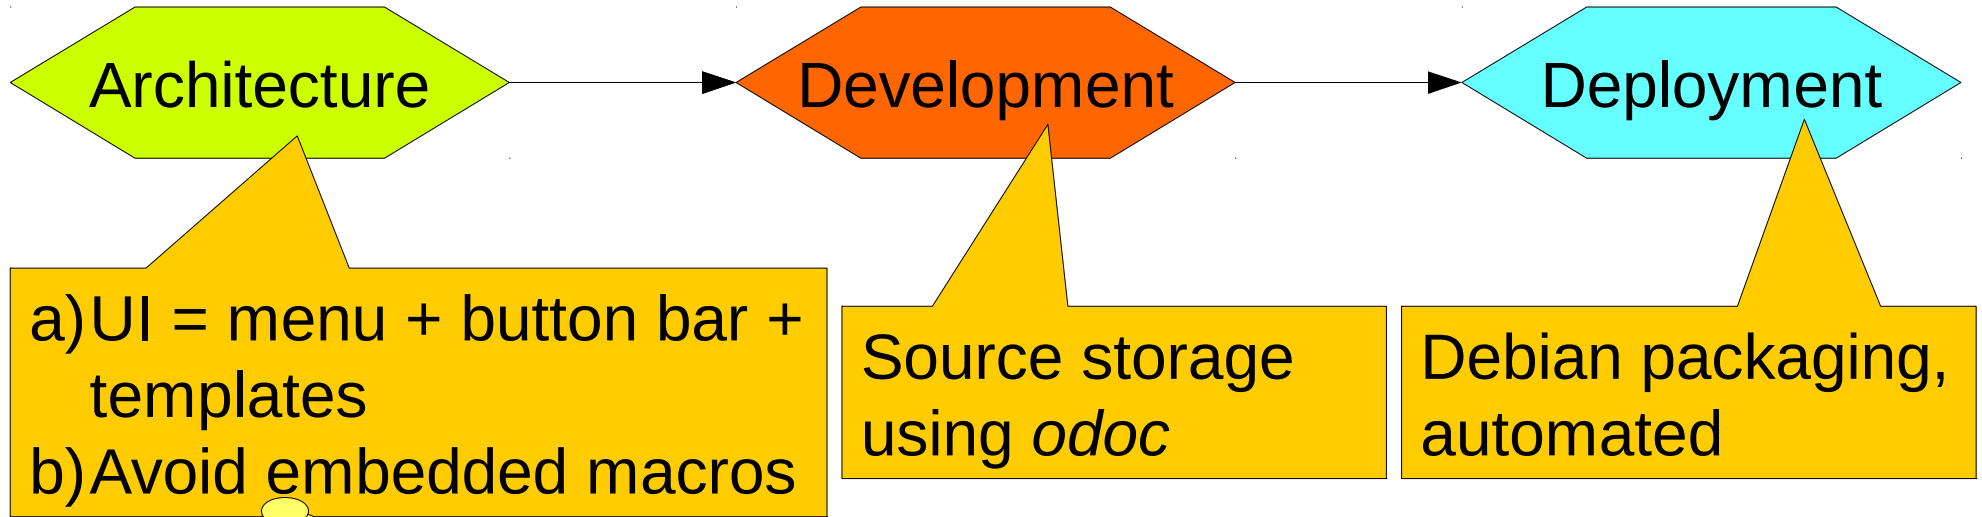 Architecture
Development
Deployment
a)UI = menu + button bar +
templates
b)Avoid embedded macros
Source storage
using odoc
Debian packaging,
automated